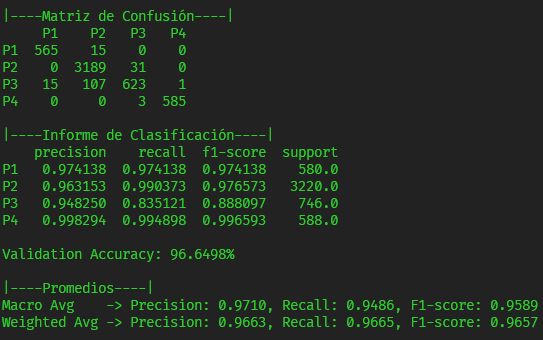 |----Matriz de Confusión----|
     P1    P2   P3   P4
P1  565    15    0    0
P2    0  3189   31    0
P3   15   107  623    1
P4    0     0    3  585
|----Informe de Clasificación----|
    precision    recall  f1-score  support
P1   0.974138  0.974138  0.974138    580.0
P2   0.963153  0.990373  0.976573   3220.0
P3   0.948250  0.835121  0.888097    746.0
P4   0.998294  0.994898  0.996593    588.0
Validation Accuracy: 96.6498%
|----Promedios----|
Macro Avg    -> Precision: 0.9710, Recall: 0.9486, F1-score: 0.9589
Weighted Avg -> Precision: 0.9663, Recall: 0.9665, F1-score: 0.9657